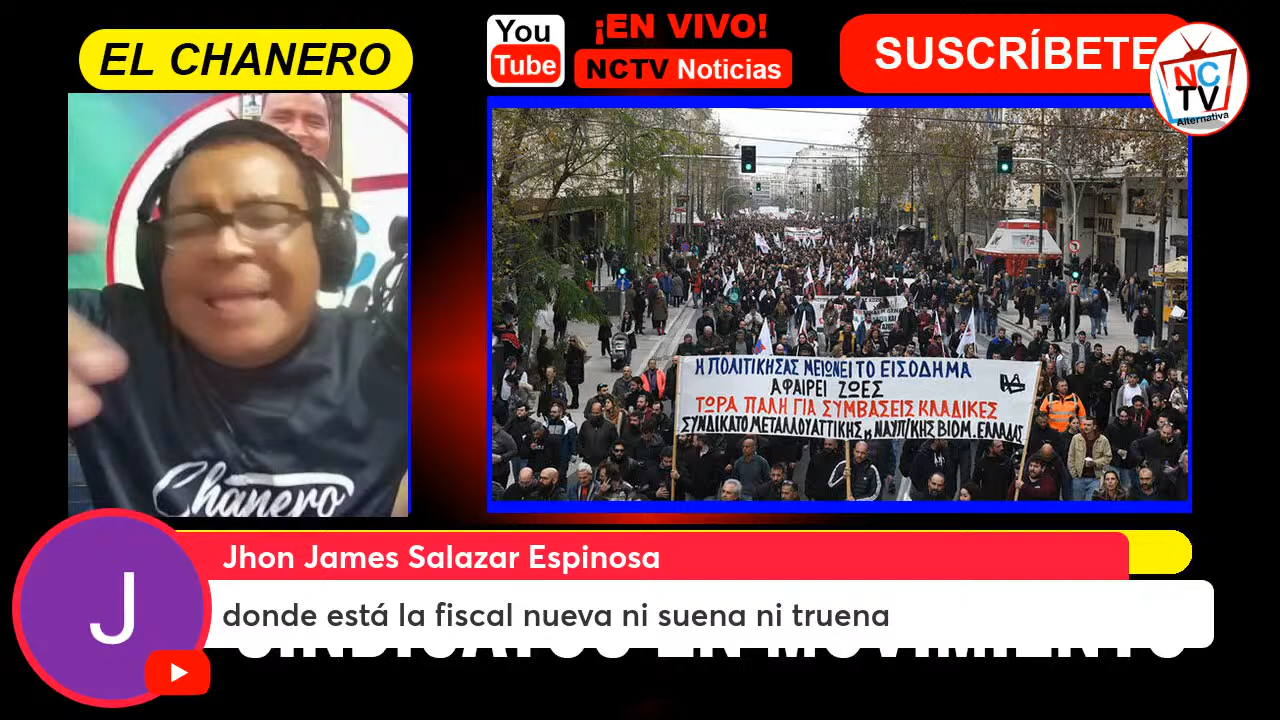 EL CHANERO
You
Tube
¡EN VIVO!
NCTV Noticias
SUSCRÍBETE
NC
TV
Alternativa
Η ΠΟΛΙΤΙΚΗ ΣΑΣ ΜΕΙΩΝΕΙ ΤΟ ΕΙΣΟΔΗΜΑ
ΑΦΑΙΡΕΙ ΖΩΕΣ
ΤΩΡΑ ΠΑΛΗ ΓΙΑ ΣΥΜΒΑΣΕΙΣ ΚΛΑΔΙΚΕΣ
ΣΥΝΔΙΚΑΤΟ ΜΕΤΑΛΛΟΥ ΑΤΤΙΚΗΣ κ ΝΑΥΠ/ΚΗΣ ΒΙΟΜ. ΕΛΛΑΔΑΣ
Chanero
J
Jhon James Salazar Espinosa
donde está la fiscal nueva ni suena ni truena
SINDICATOS EN MOVIMIENTO